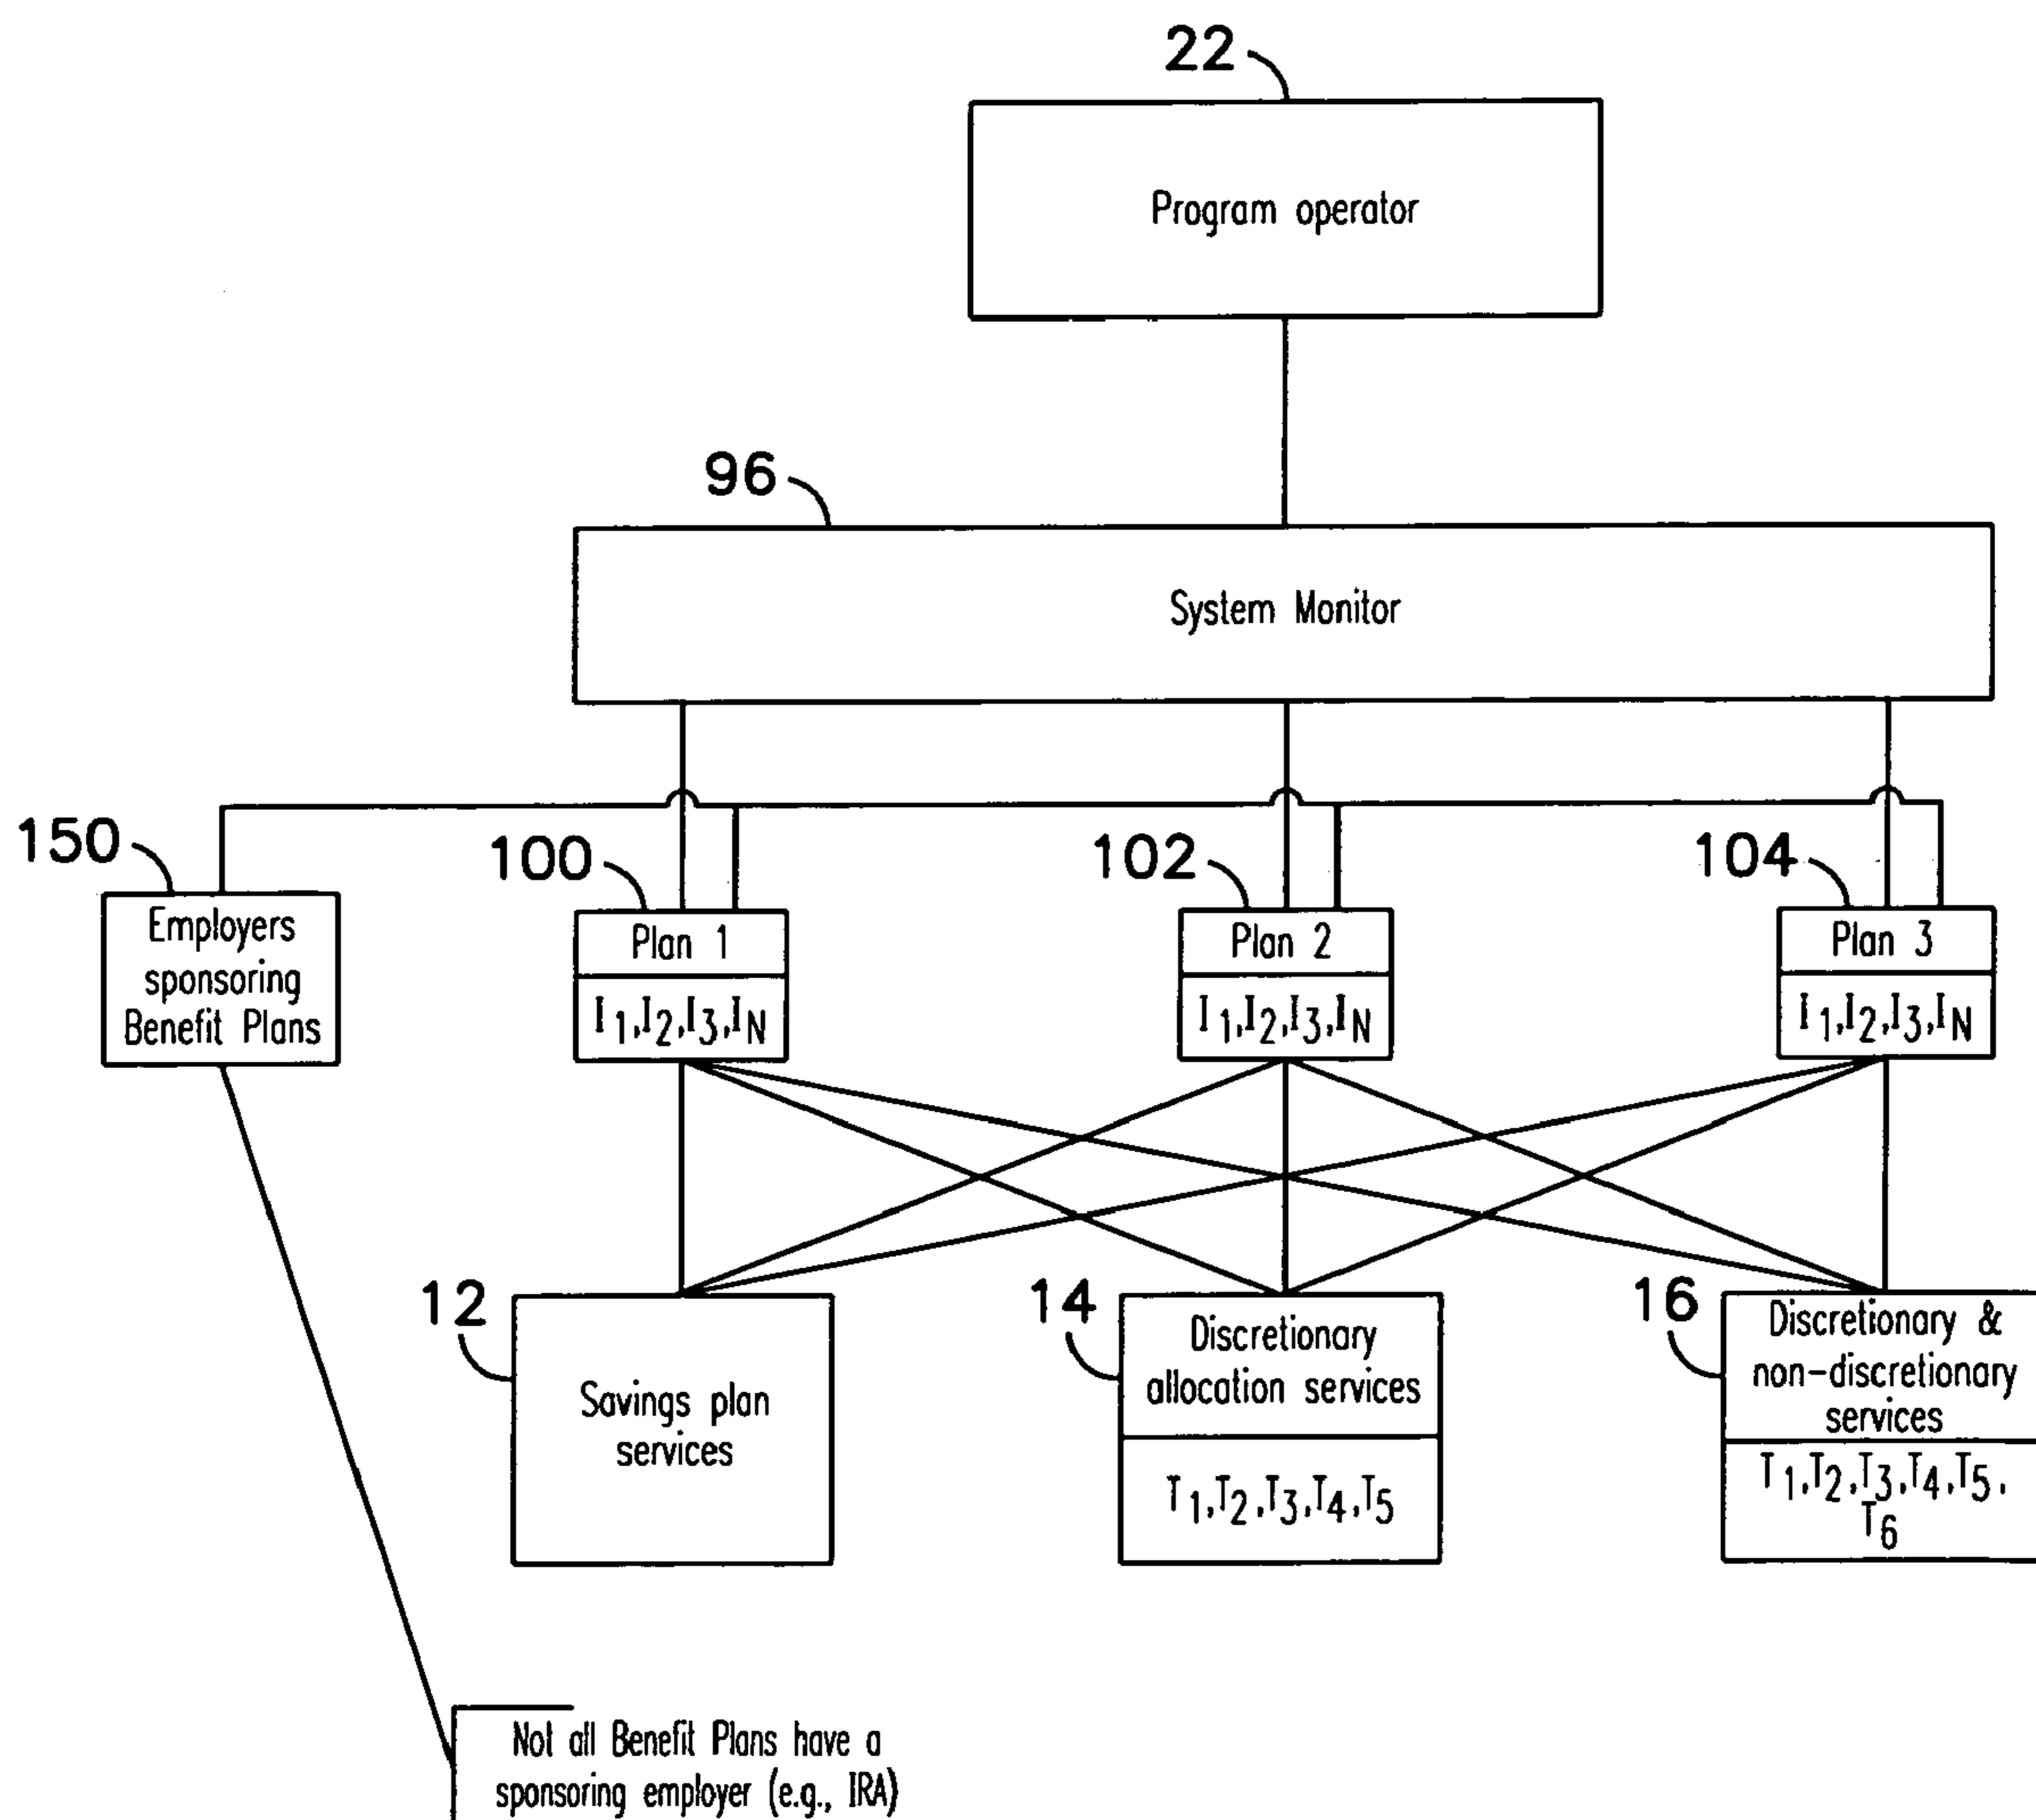 22
Program operator
96
System Monitor
150
100
102
104
Employers
sponsoring
Benefit Plans
Plan 1
I1,I2,I3,IN
Plan 2
I1,I2,I3,IN
Plan 3
I1,I2,I3,IN
12
14
16
Savings plan
services
Discretionary
allocation services
T1,T2,T3,T4,T5
Discretionary &
non-discretionary
services
T1,T2,T3,T4,T5,
T6
Not all Benefit Plans have a
sponsoring employer (e.g., IRA)